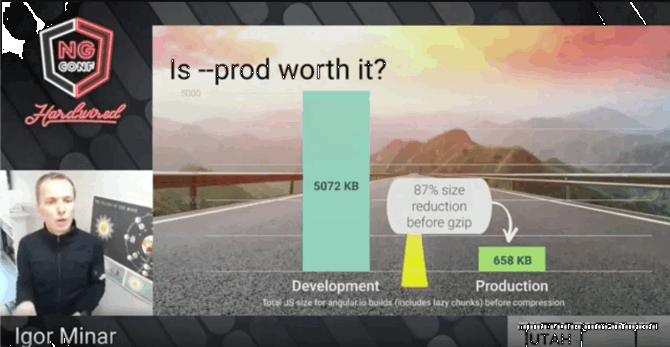 NG
CONF
Hardwired
Is --prod worth it?
5000
5072 KB
87% size
reduction
before gzip
658 KB
Development
Production
Total JS size for angular.io builds (includes lazy chunks) before compression
Igor Minar
UTAH